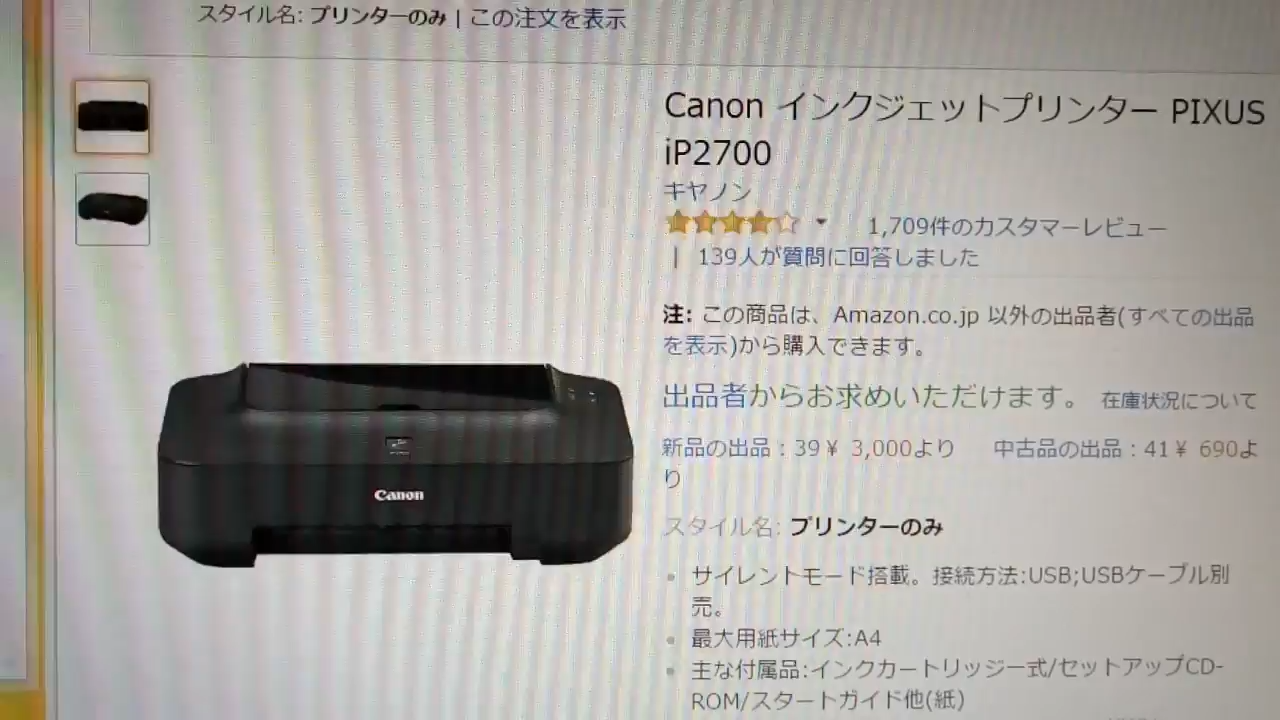 スタイル名: プリンターのみ | この注文を表示
Canon インクジェットプリンター PIXUS
iP2700
キヤノン
1,709件のカスタマーレビュー
| 139人が質問に回答しました
注: この商品は、Amazon.co.jp 以外の出品者(すべての出品
を表示)から購入できます。
出品者からお求めいただけます。 在庫状況について
新品の出品：39￥ 3,000より 中古品の出品：41￥ 690よ
り
スタイル名: プリンターのみ
サイレントモード搭載。接続方法:USB;USBケーブル別
売。
最大用紙サイズ:A4
主な付属品:インクカートリッジ一式/セットアップCD-
ROM/スタートガイド他(紙)
Canon